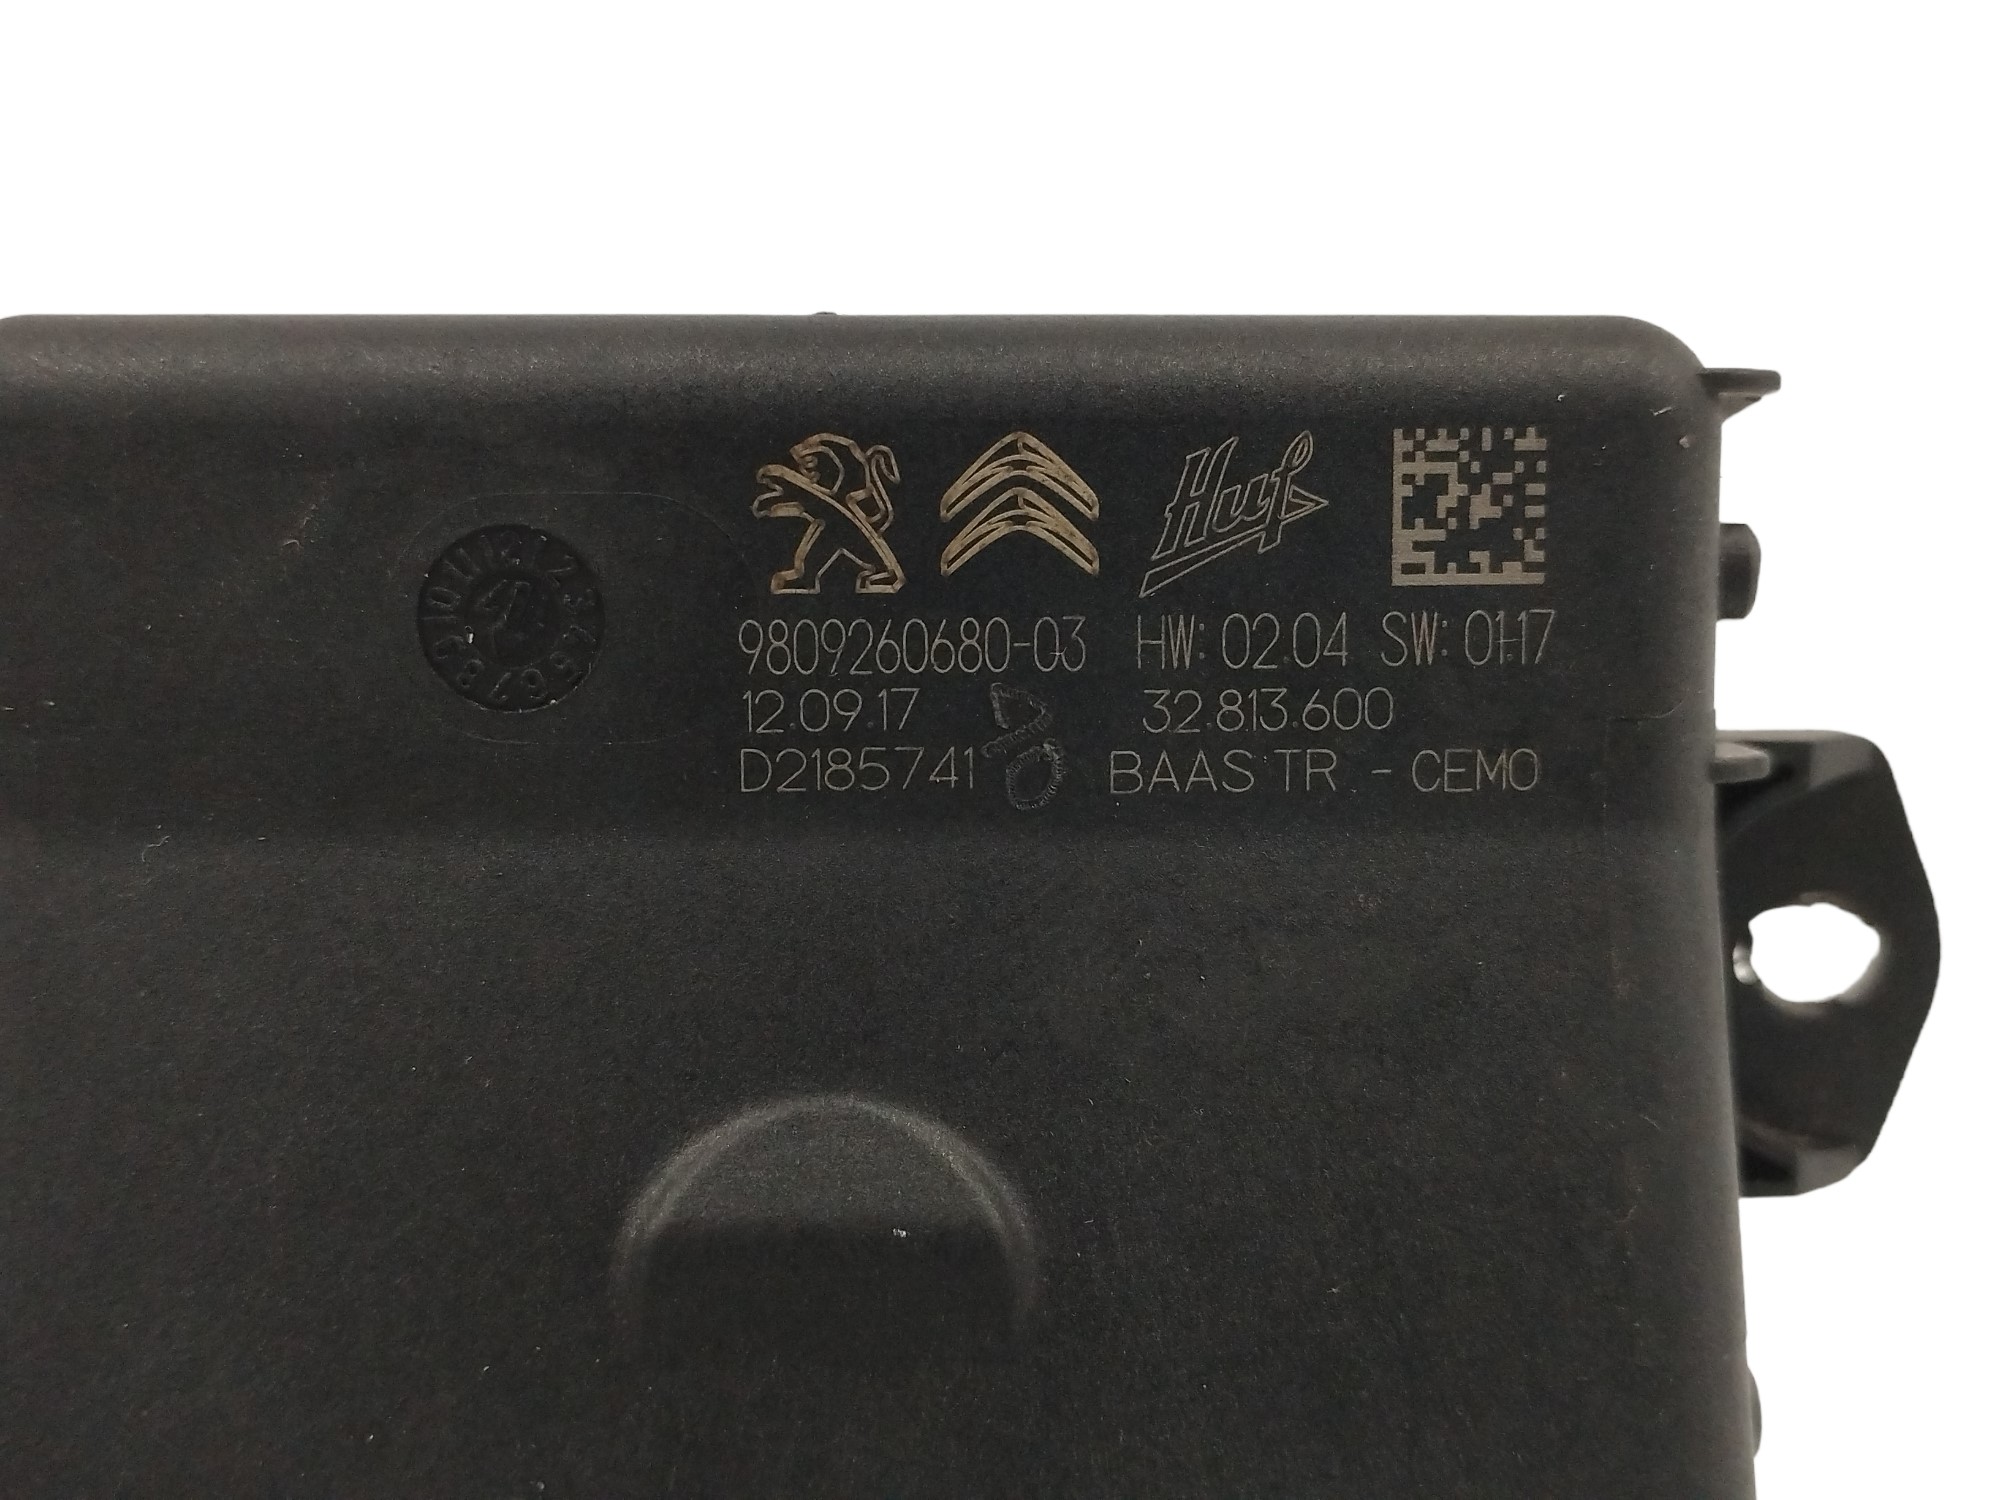 Huf
9809260680-03 HW: 02.04 SW: 01.17
12.09.17 32.813.600
D2185741 BAAS TR - CEMO